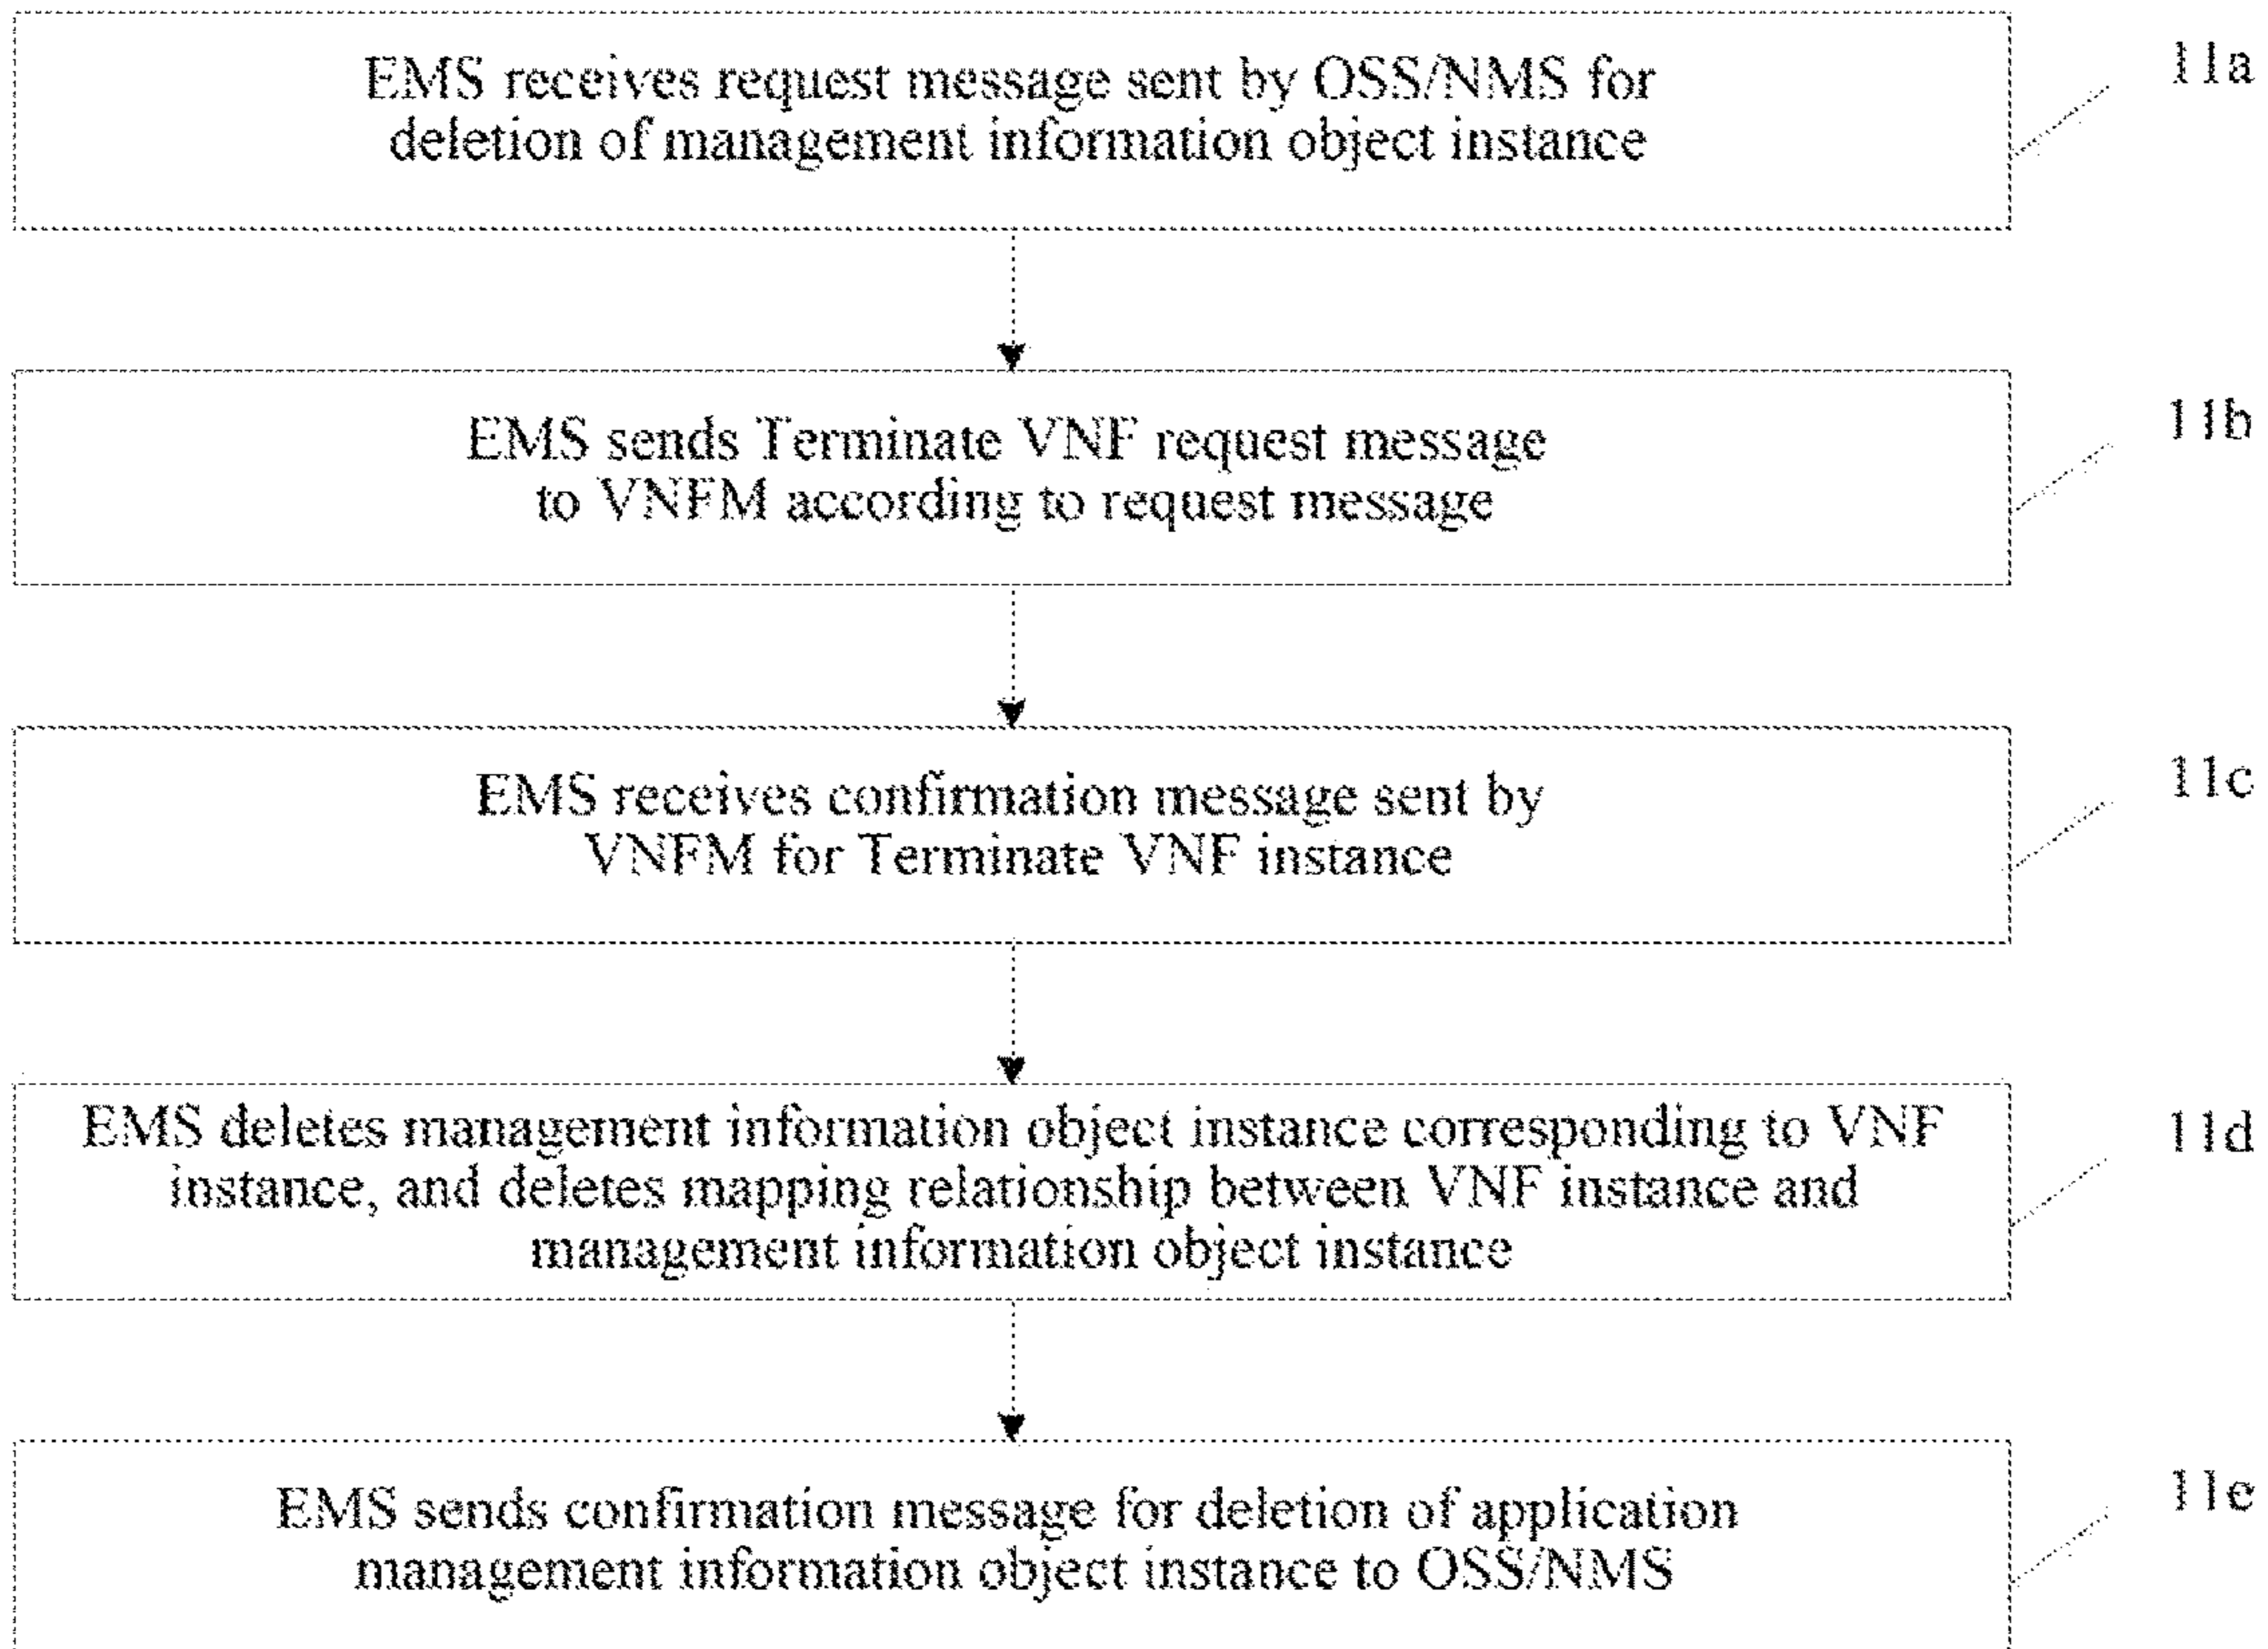 EMS receives request message sent by OSS/NMS for
deletion of management information object instance
11a
EMS sends Terminate VNF request message
to VNFM according to request message
11b
EMS receives confirmation message sent by
VNFM for Terminate VNF instance
11c
EMS deletes management information object instance corresponding to VNF
instance, and deletes mapping relationship between VNF instance and
management information object instance
11d
EMS sends confirmation message for deletion of application
management information object instance to OSS/NMS
11e